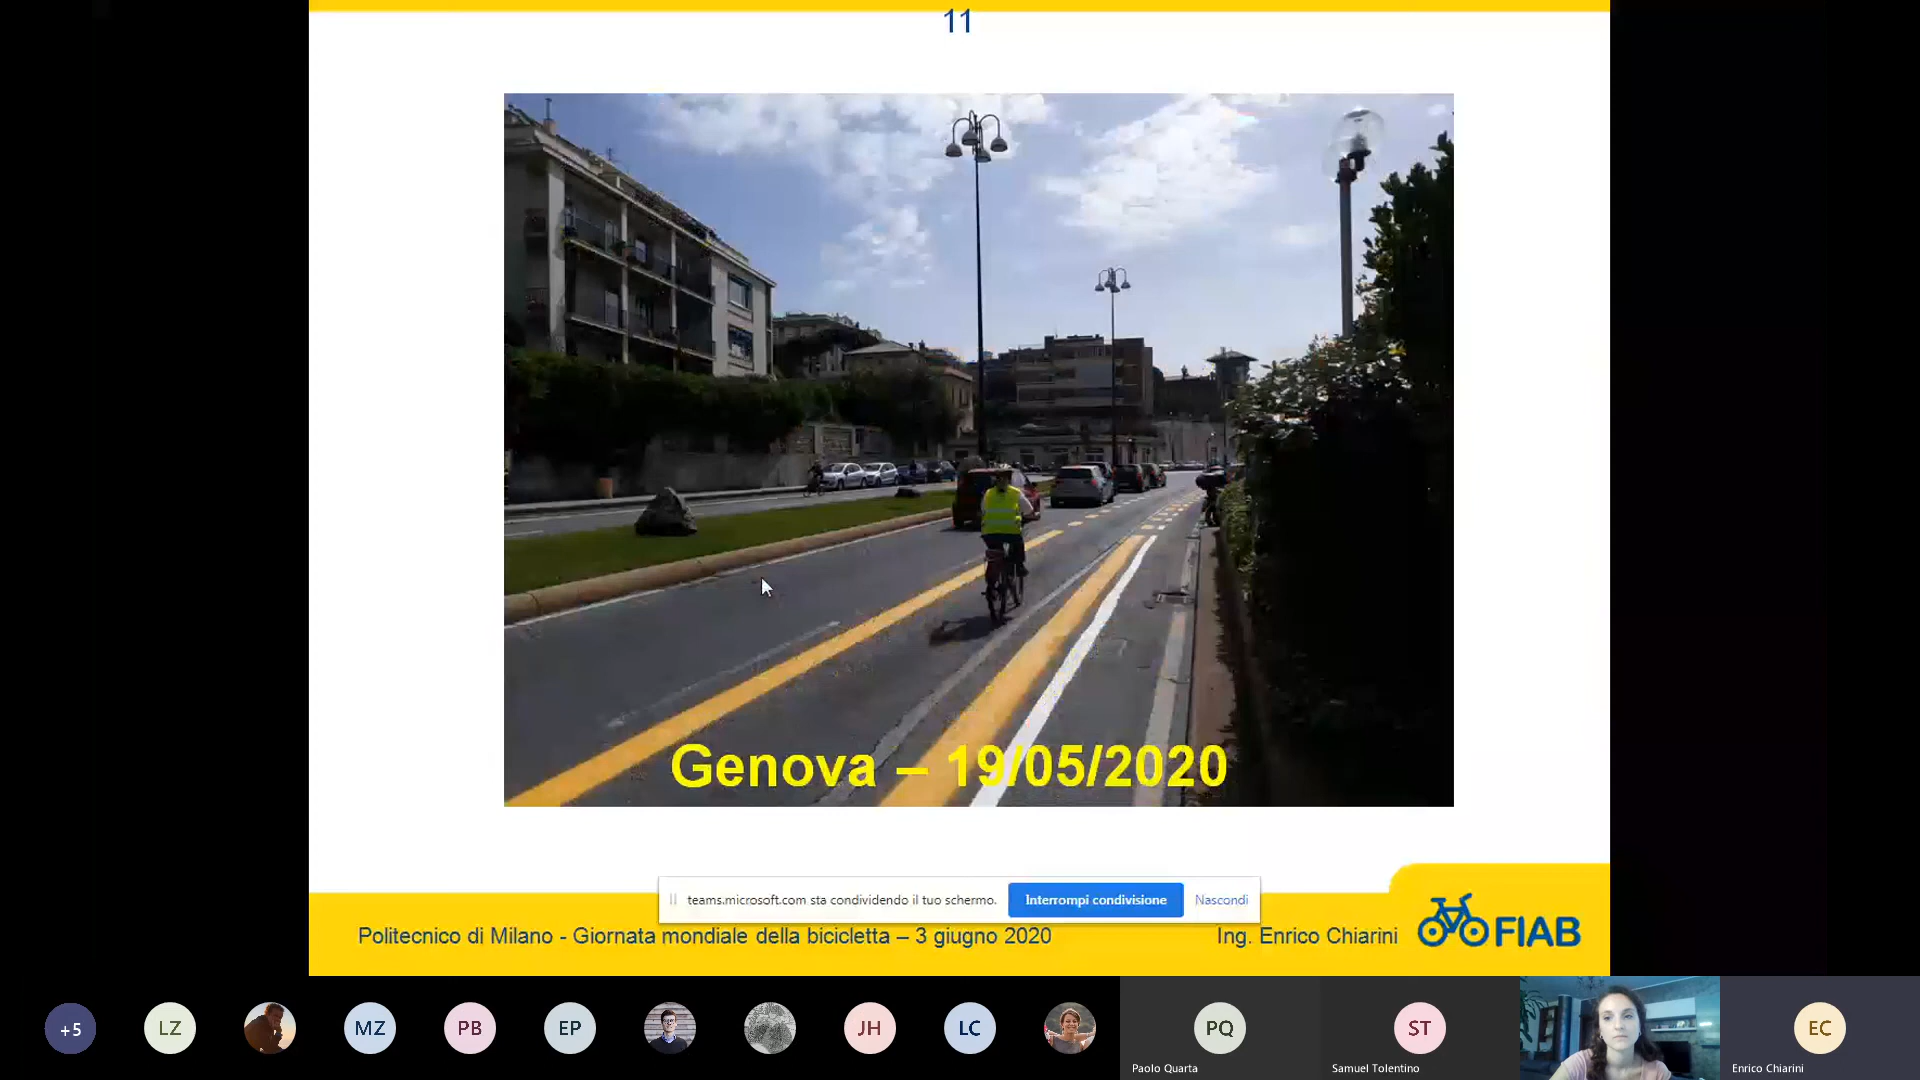 11
Genova – 19/05/2020
teams.microsoft.com sta condividendo il tuo schermo.
Interrompi condivisione
Nascondi
Politecnico di Milano - Giornata mondiale della bicicletta – 3 giugno 2020
Ing. Enrico Chiarini
FIAB
+5
LZ
MZ
PB
EP
JH
LC
PQ
Paolo Quarta
ST
Samuel Tolentino
EC
Enrico Chiarini